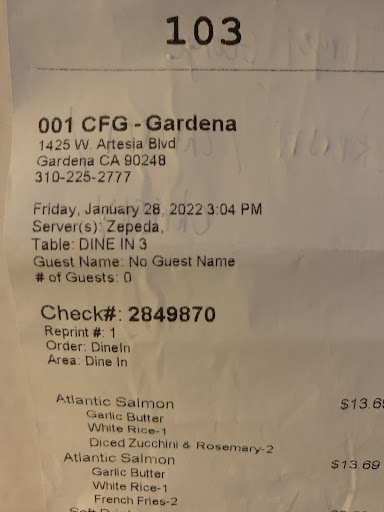 103
001 CFG - Gardena
1425 W. Artesia Blvd
Gardena CA 90248
310-225-2777
Friday, January 28, 2022 3:04 PM
Server(s): Zepeda,
Table: DINE IN 3
Guest Name: No Guest Name
# of Guests: 0
Check#: 2849870
Reprint #: 1
Order: DineIn
Area: Dine In
Atlantic Salmon $13.69
Garlic Butter
White Rice-1
Diced Zucchini & Rosemary-2
Atlantic Salmon $13.69
Garlic Butter
White Rice-1
French Fries-2